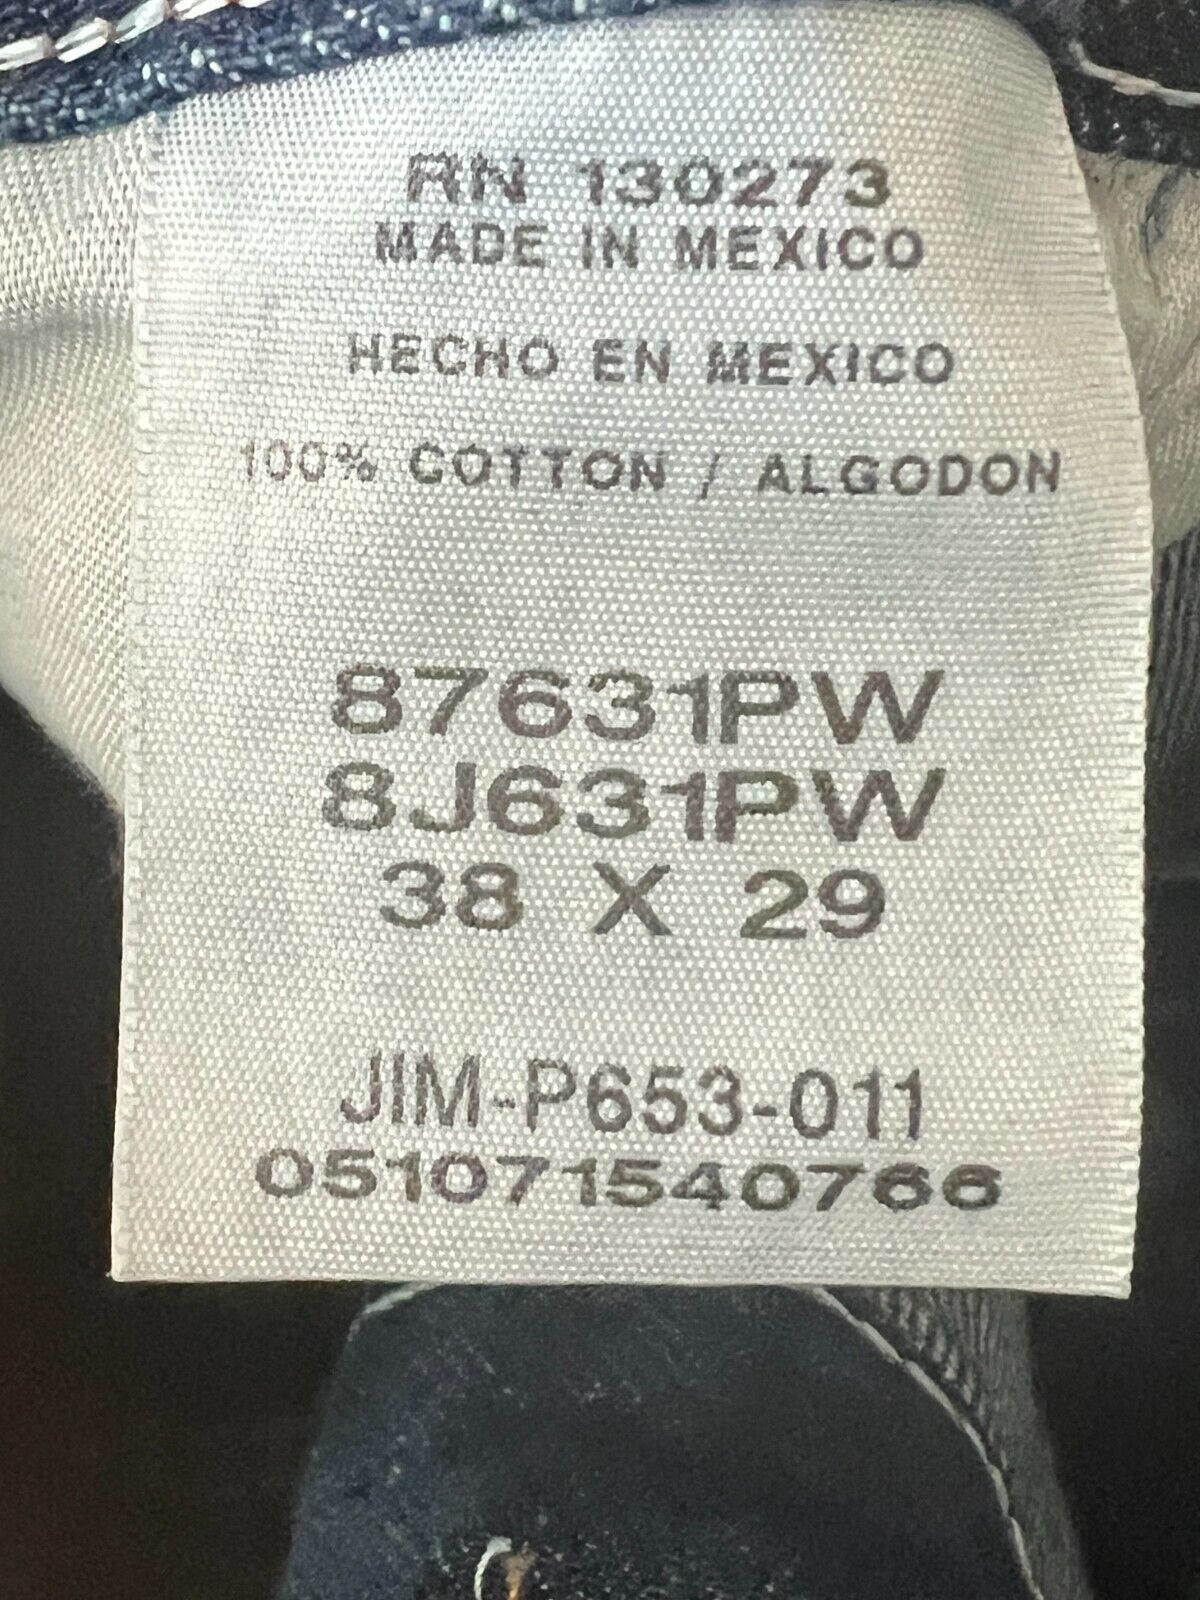 RN 130273
MADE IN MEXICO
HECHO EN MEXICO
100% COTTON / ALGODON
87631PW
8J631PW
38 X 29
JIM-P653-011
051071540766